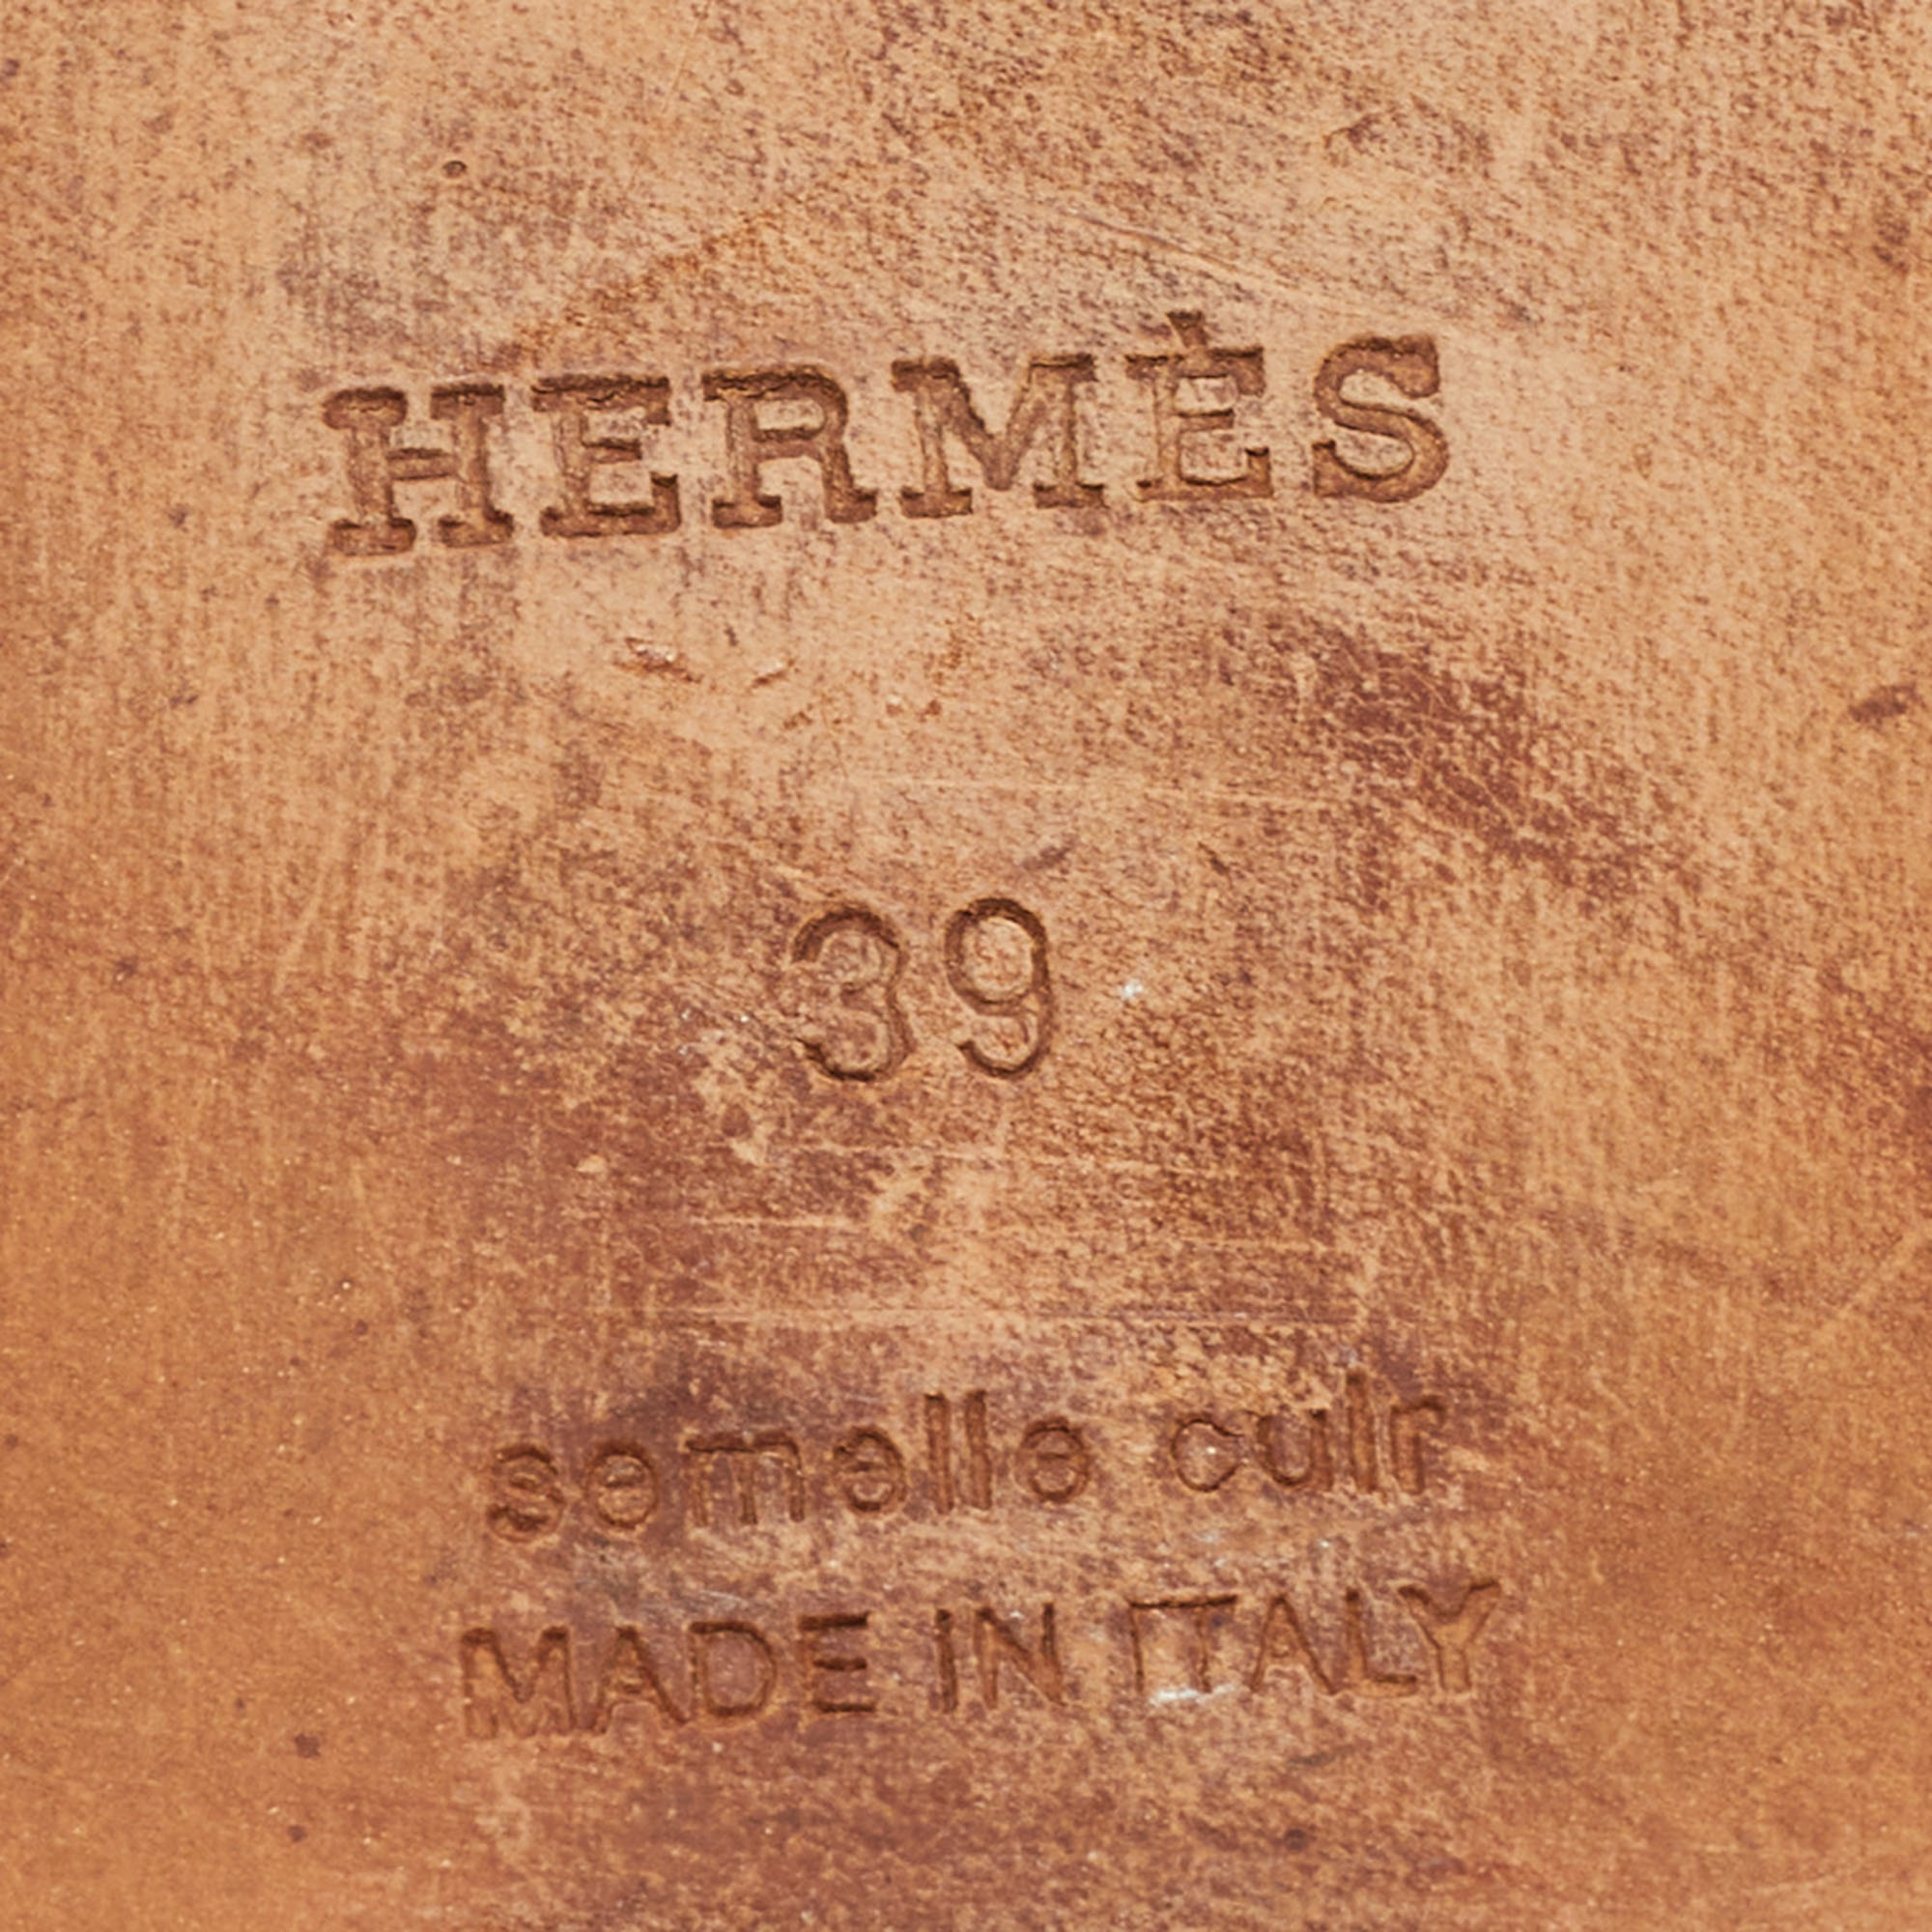 HERMÈS
39
semelle cuir
MADE IN ITALY